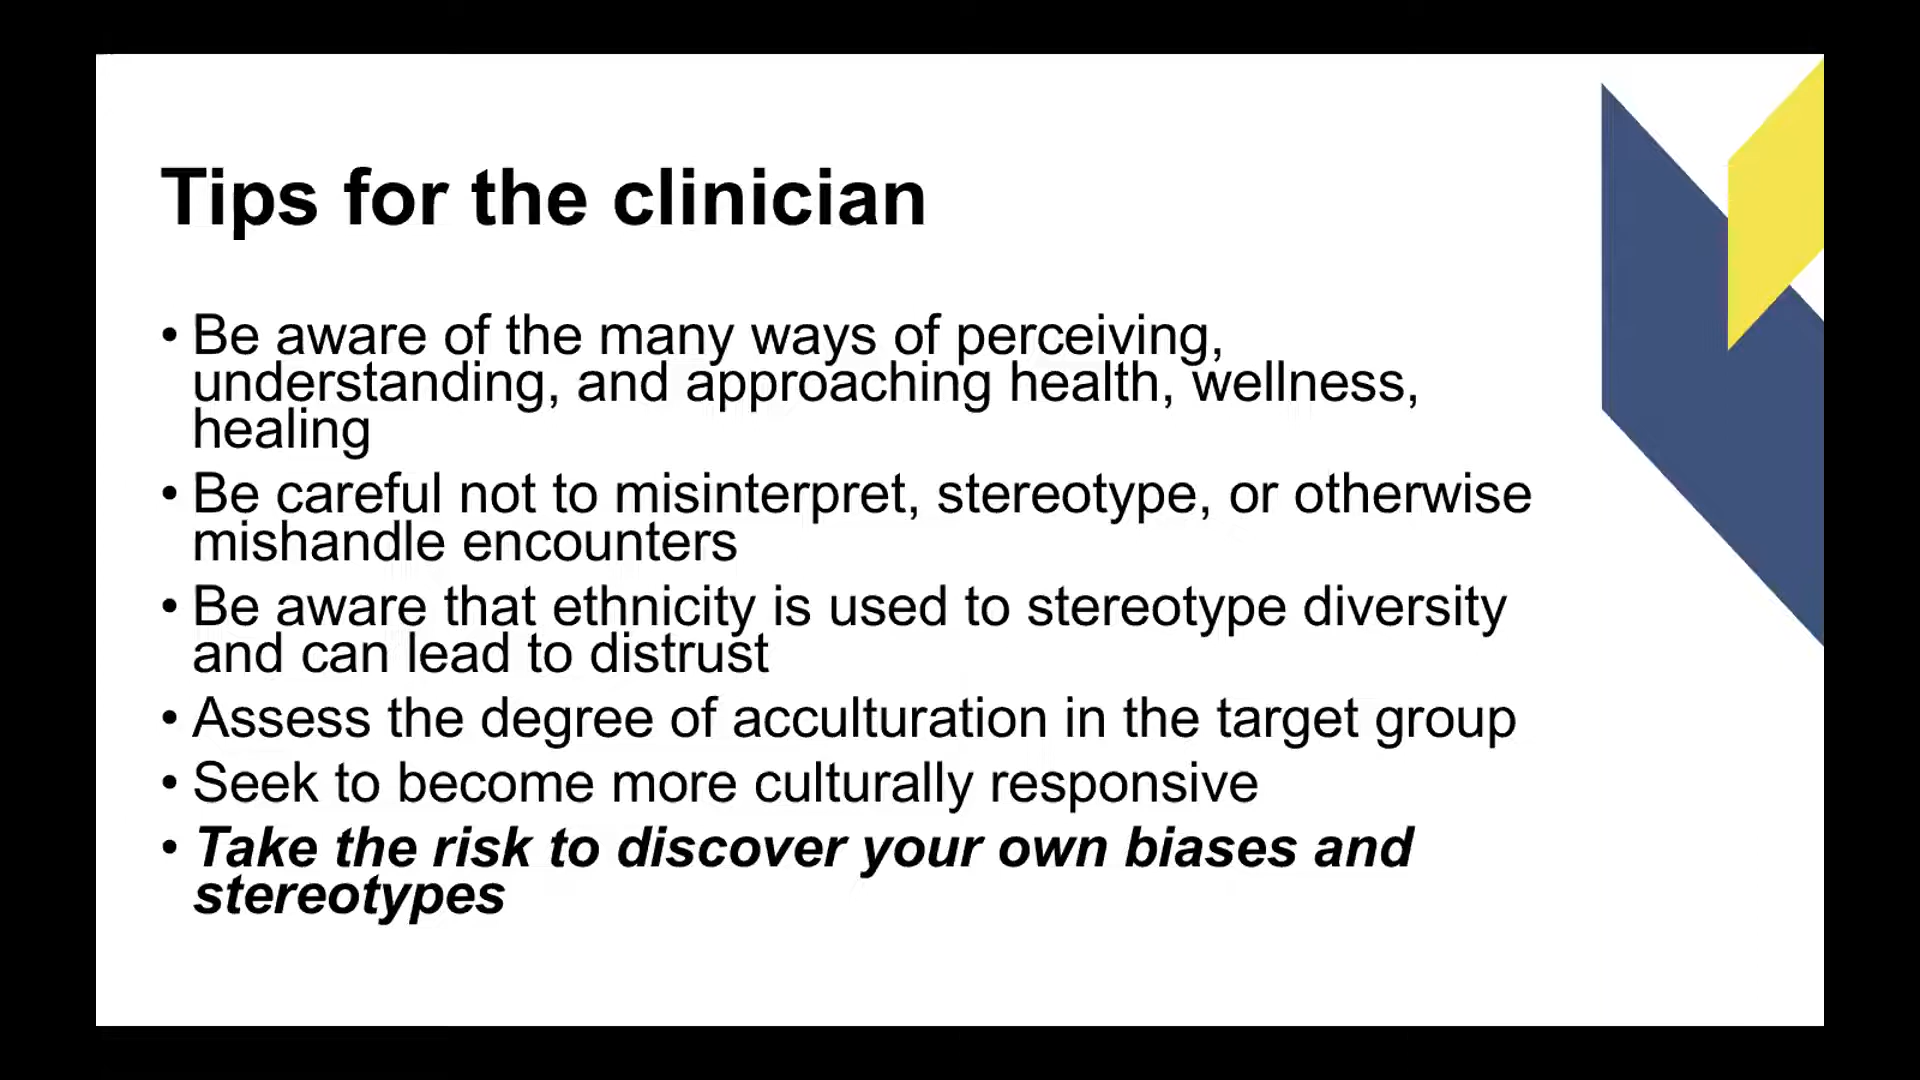 Tips for the clinician
• Be aware of the many ways of perceiving,
understanding, and approaching health, wellness,
healing
• Be careful not to misinterpret, stereotype, or otherwise
mishandle encounters
• Be aware that ethnicity is used to stereotype diversity
and can lead to distrust
• Assess the degree of acculturation in the target group
• Seek to become more culturally responsive
• Take the risk to discover your own biases and
stereotypes